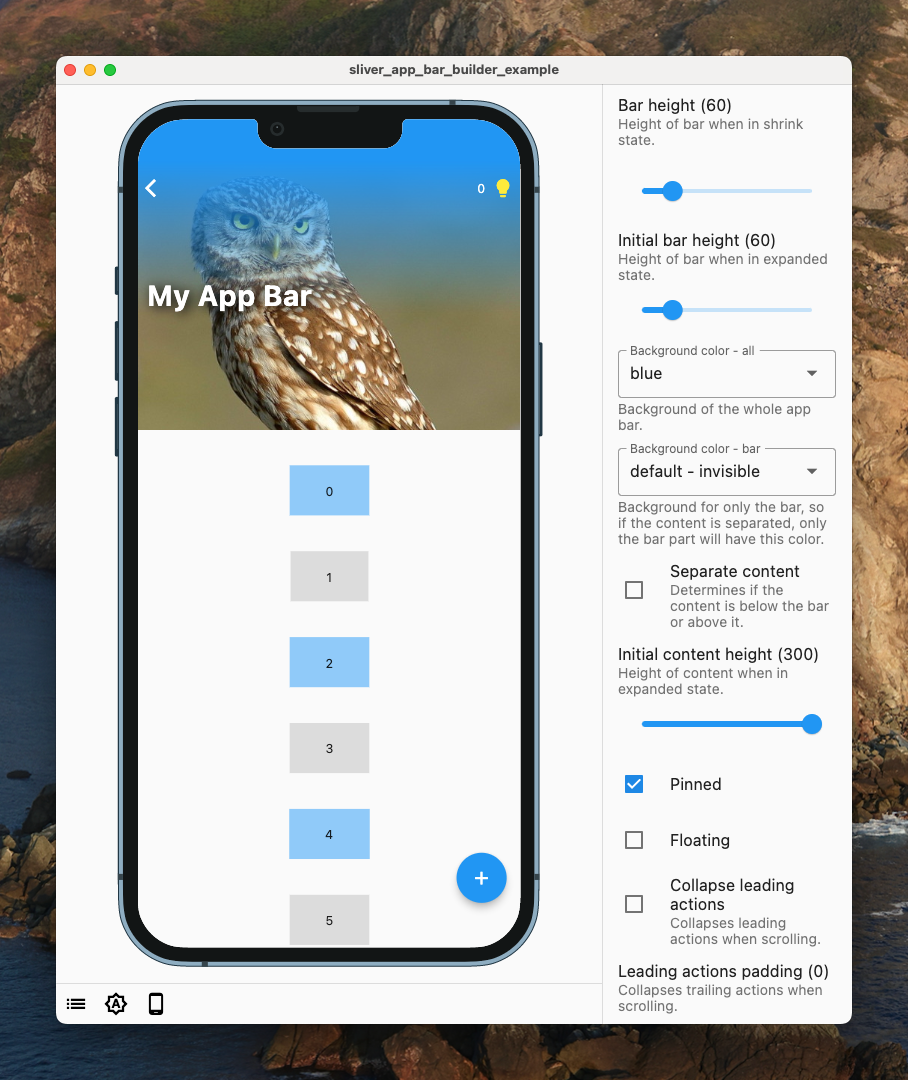 sliver_app_bar_builder_example
0
My App Bar
0
1
2
3
4
5
+
Bar height (60)
Height of bar when in shrink
state.
Initial bar height (60)
Height of bar when in expanded
state.
Background color - all
blue
Background of the whole app
bar.
Background color - bar
default - invisible
Background for only the bar, so
if the content is separated, only
the bar part will have this color.
Separate content
Determines if the
content is below the bar
or above it.
Initial content height (300)
Height of content when in
expanded state.
Pinned
Floating
Collapse leading
actions
Collapses leading
actions when scrolling.
Leading actions padding (0)
Collapses trailing actions when
scrolling.
A